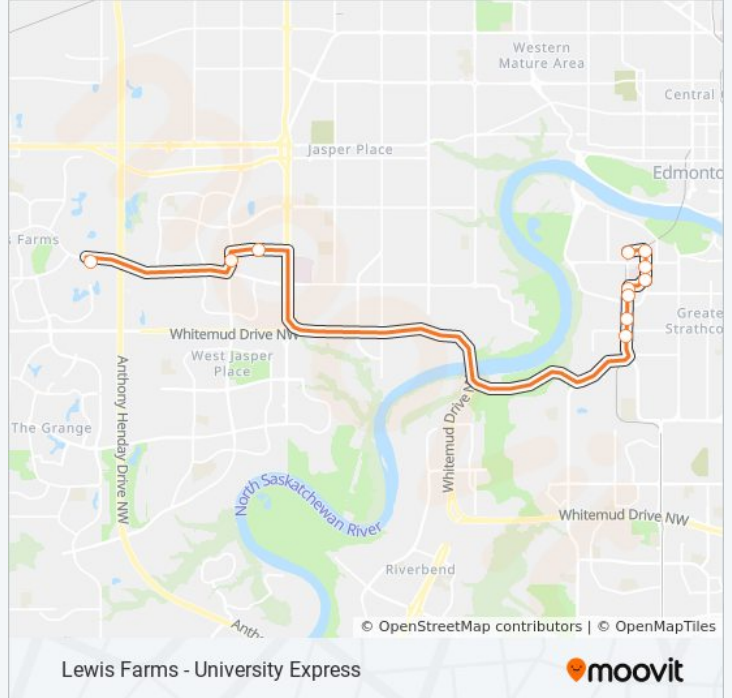 Western
Mature Area
Central
Jasper Place
Edmonto
s Farms
Greate
Strathco
Whitemud Drive NW
West Jasper
Place
Anthony Henday Drive NW
The Grange
Whitemud Drive N
North Saskatchewan River
Whitemud Drive NW
Riverbend
Antho
© OpenStreetMap contributors | © OpenMapTiles
Lewis Farms - University Express
moovit